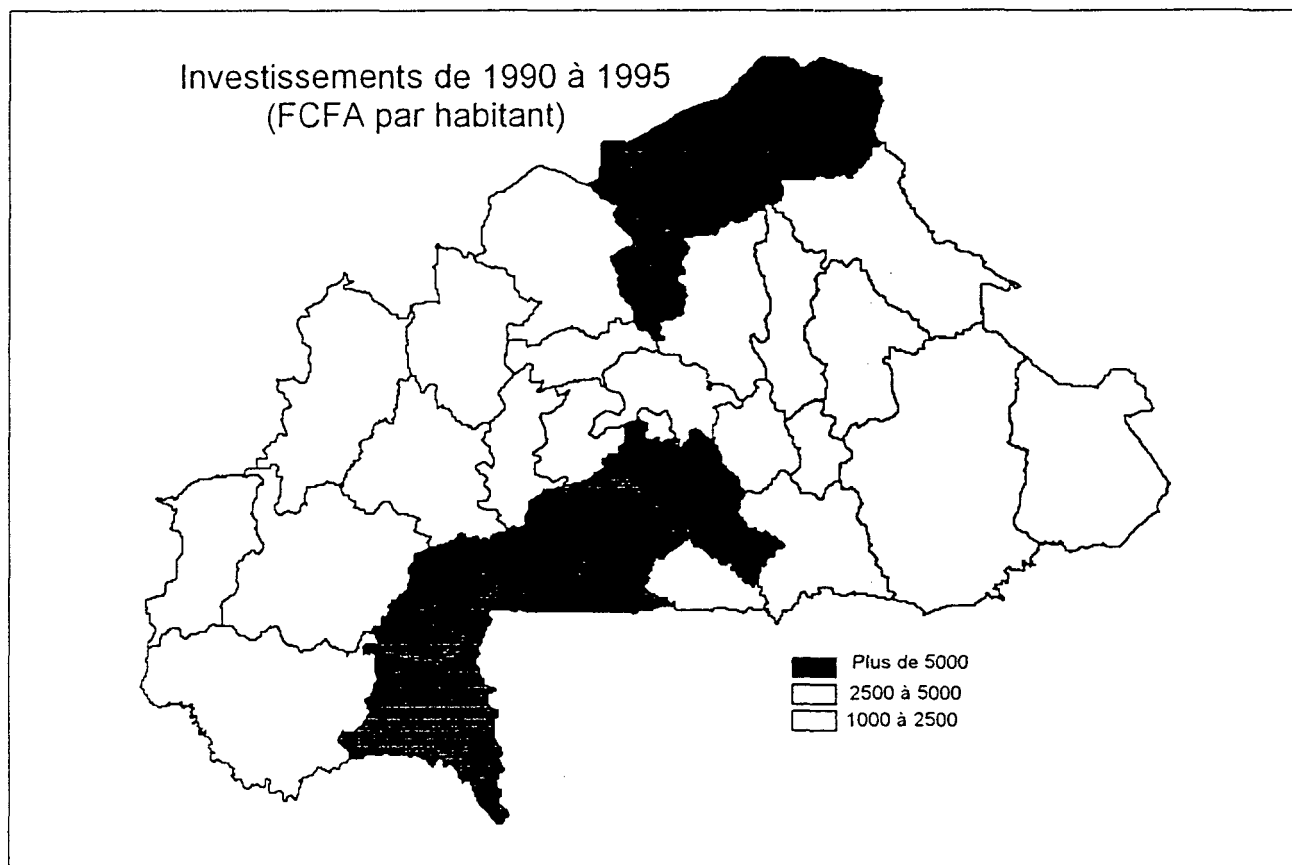 Investissements de 1990 à 1995
(FCFA par habitant)
Plus de 5000
2500 à 5000
1000 à 2500